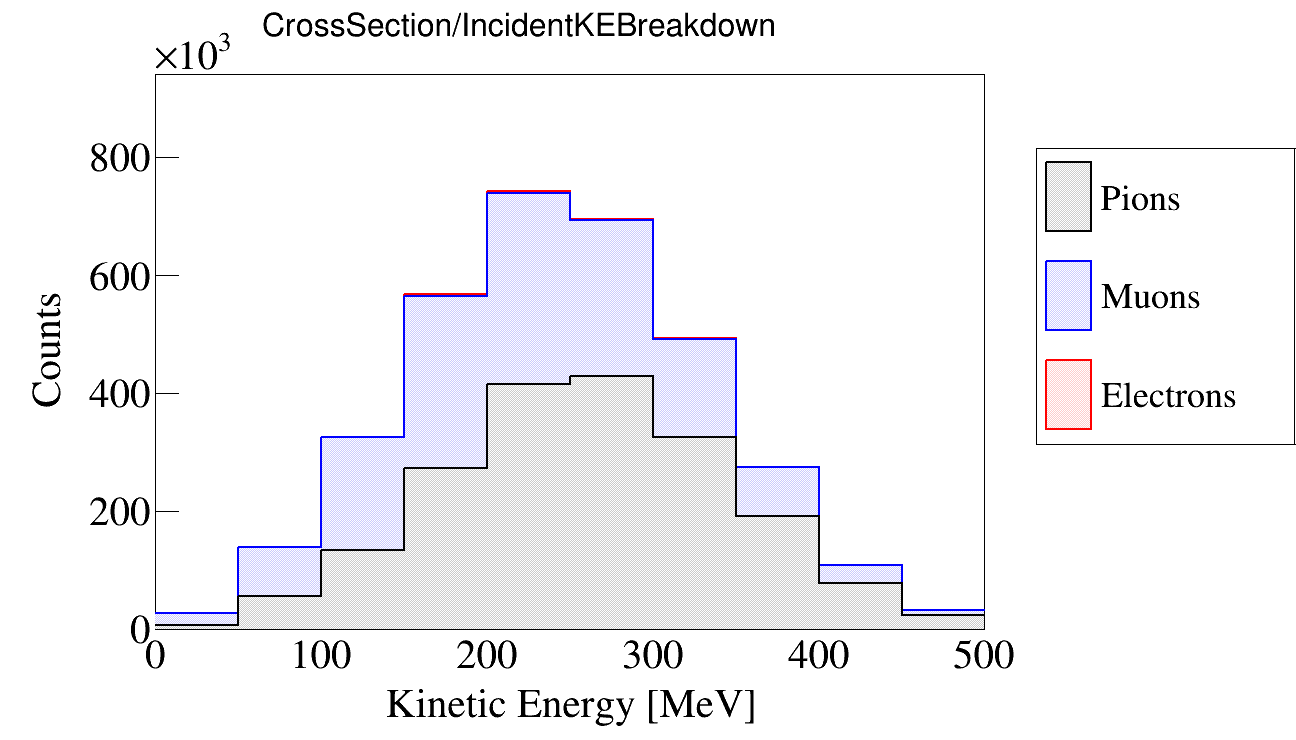 CrossSection/IncidentKEBreakdown
×10³
800
600
400
200
0
Counts
0 100 200 300 400 500
Kinetic Energy [MeV]
Pions
Muons
Electrons